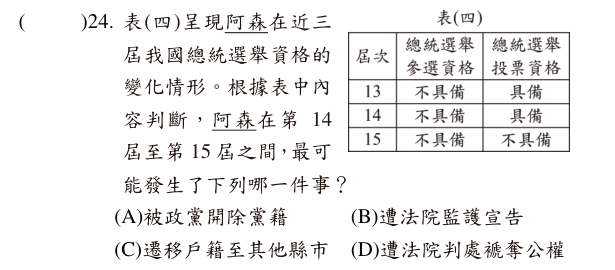 (　　)24. 表(四)呈現阿森在近三
屆我國總統選舉資格的
變化情形。根據表中內
容判斷，阿森在第 14
屆至第 15 屆之間，最可
能發生了下列哪一件事？
表(四)
屆次 總統選舉參選資格 總統選舉投票資格
13 不具備 具備
14 不具備 具備
15 不具備 不具備
(A)被政黨開除黨籍 (B)遭法院監護宣告
(C)遷移戶籍至其他縣市 (D)遭法院判處褫奪公權